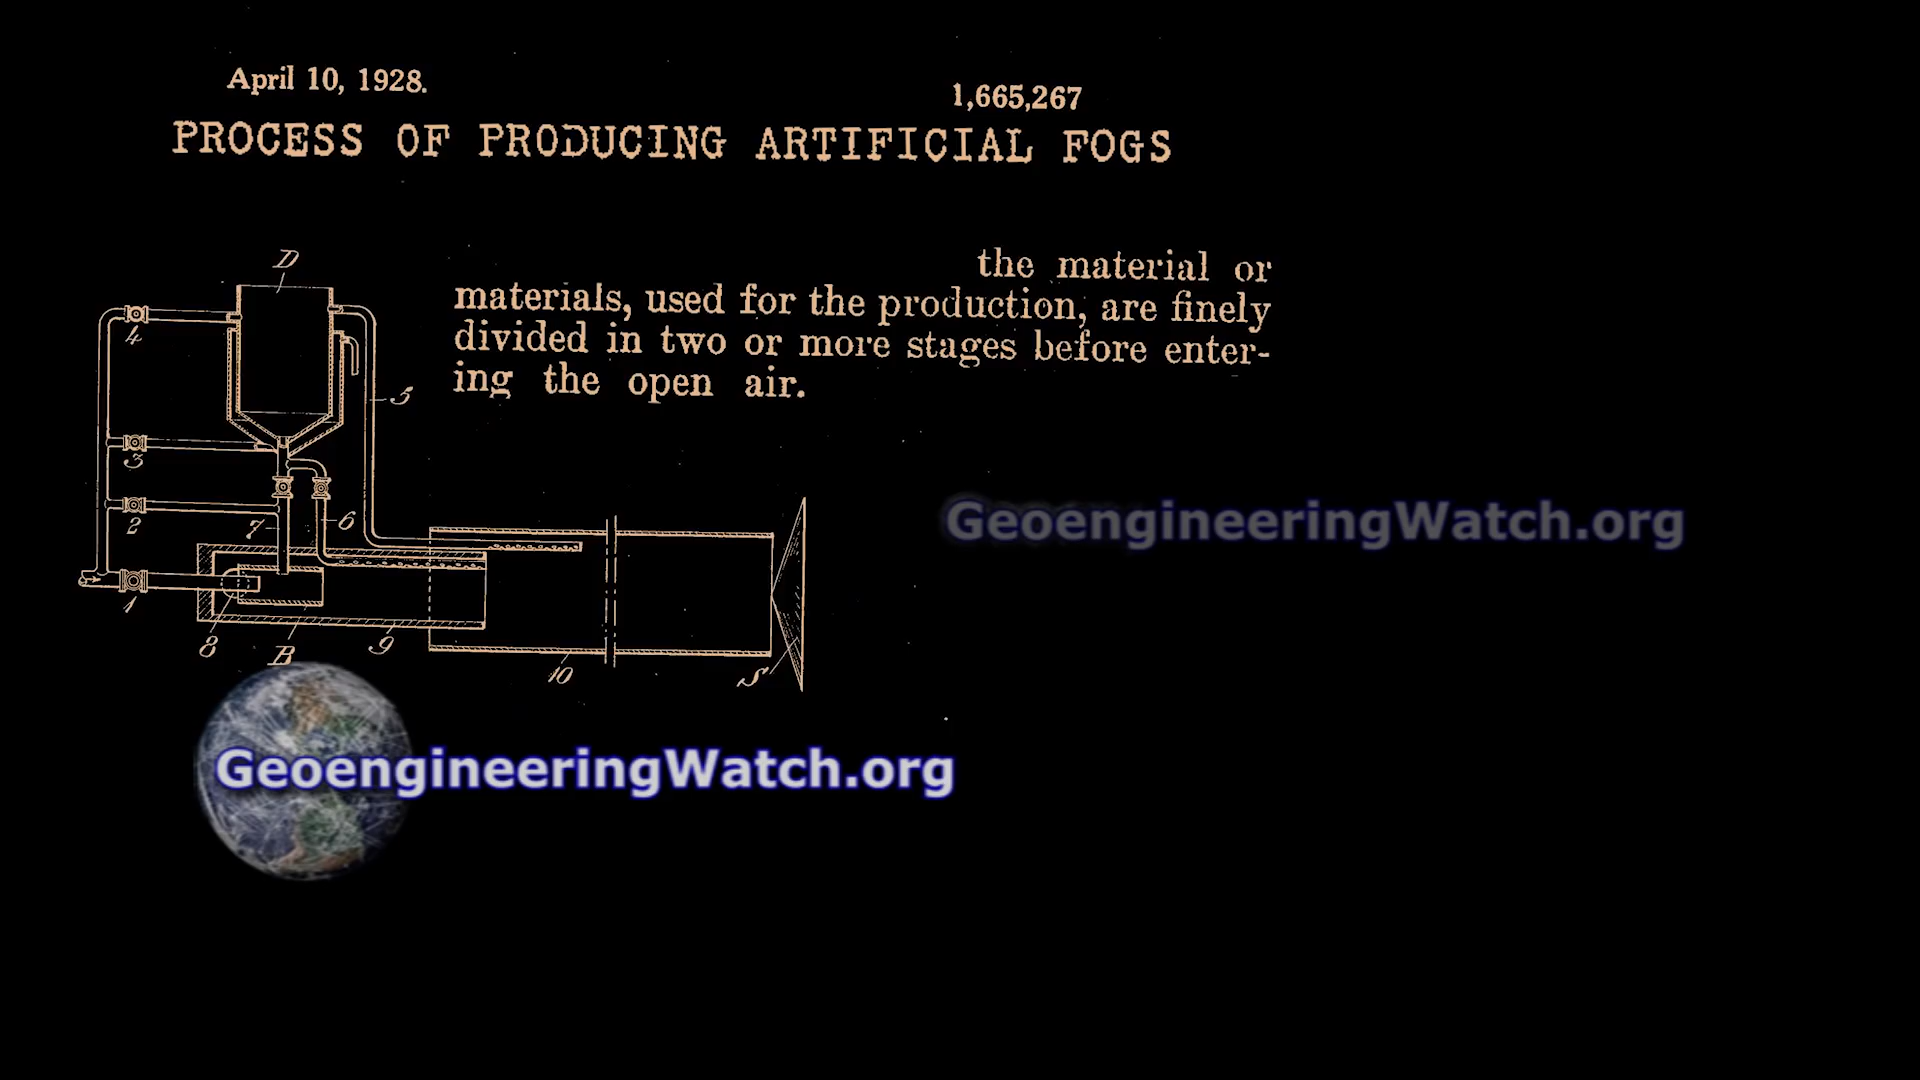 April 10, 1928.
1,665,267
PROCESS OF PRODUCING ARTIFICIAL FOGS
the material or
materials, used for the production, are finely
divided in two or more stages before enter-
ing the open air.
D
4
5
3
2
7
6
1
8
B
9
10
S
GeoengineeringWatch.org
GeoengineeringWatch.org